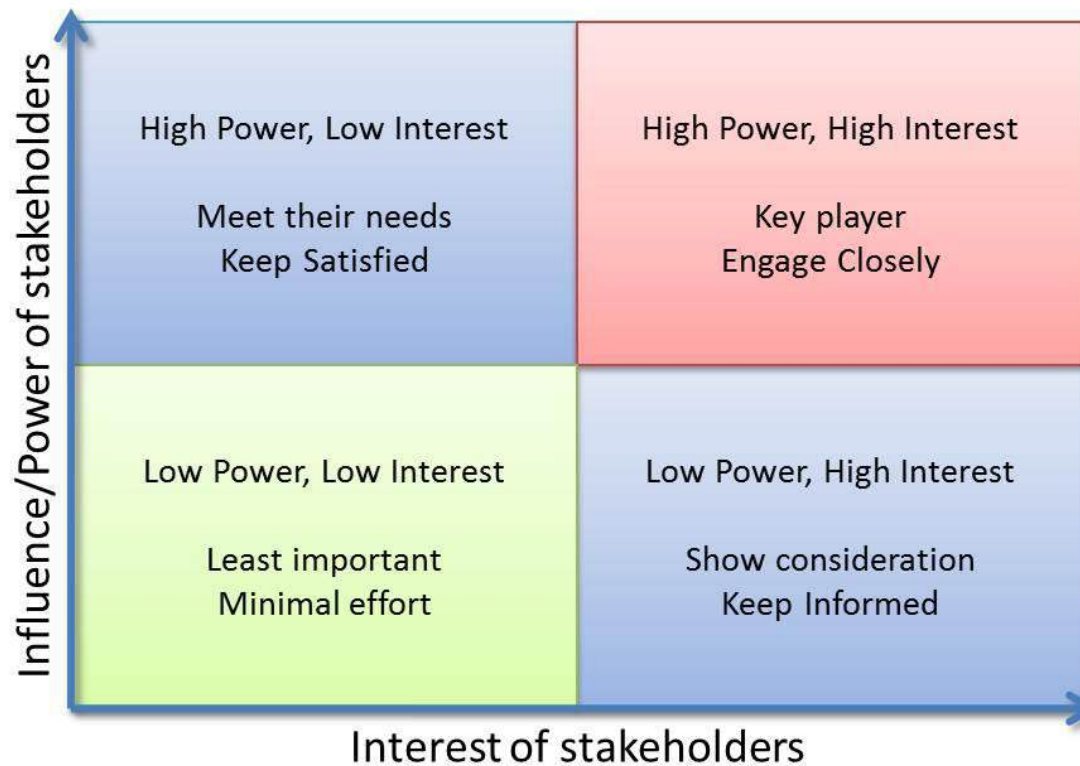 Influence/Power of stakeholders
High Power, Low Interest
Meet their needs
Keep Satisfied
High Power, High Interest
Key player
Engage Closely
Low Power, Low Interest
Least important
Minimal effort
Low Power, High Interest
Show consideration
Keep Informed
Interest of stakeholders